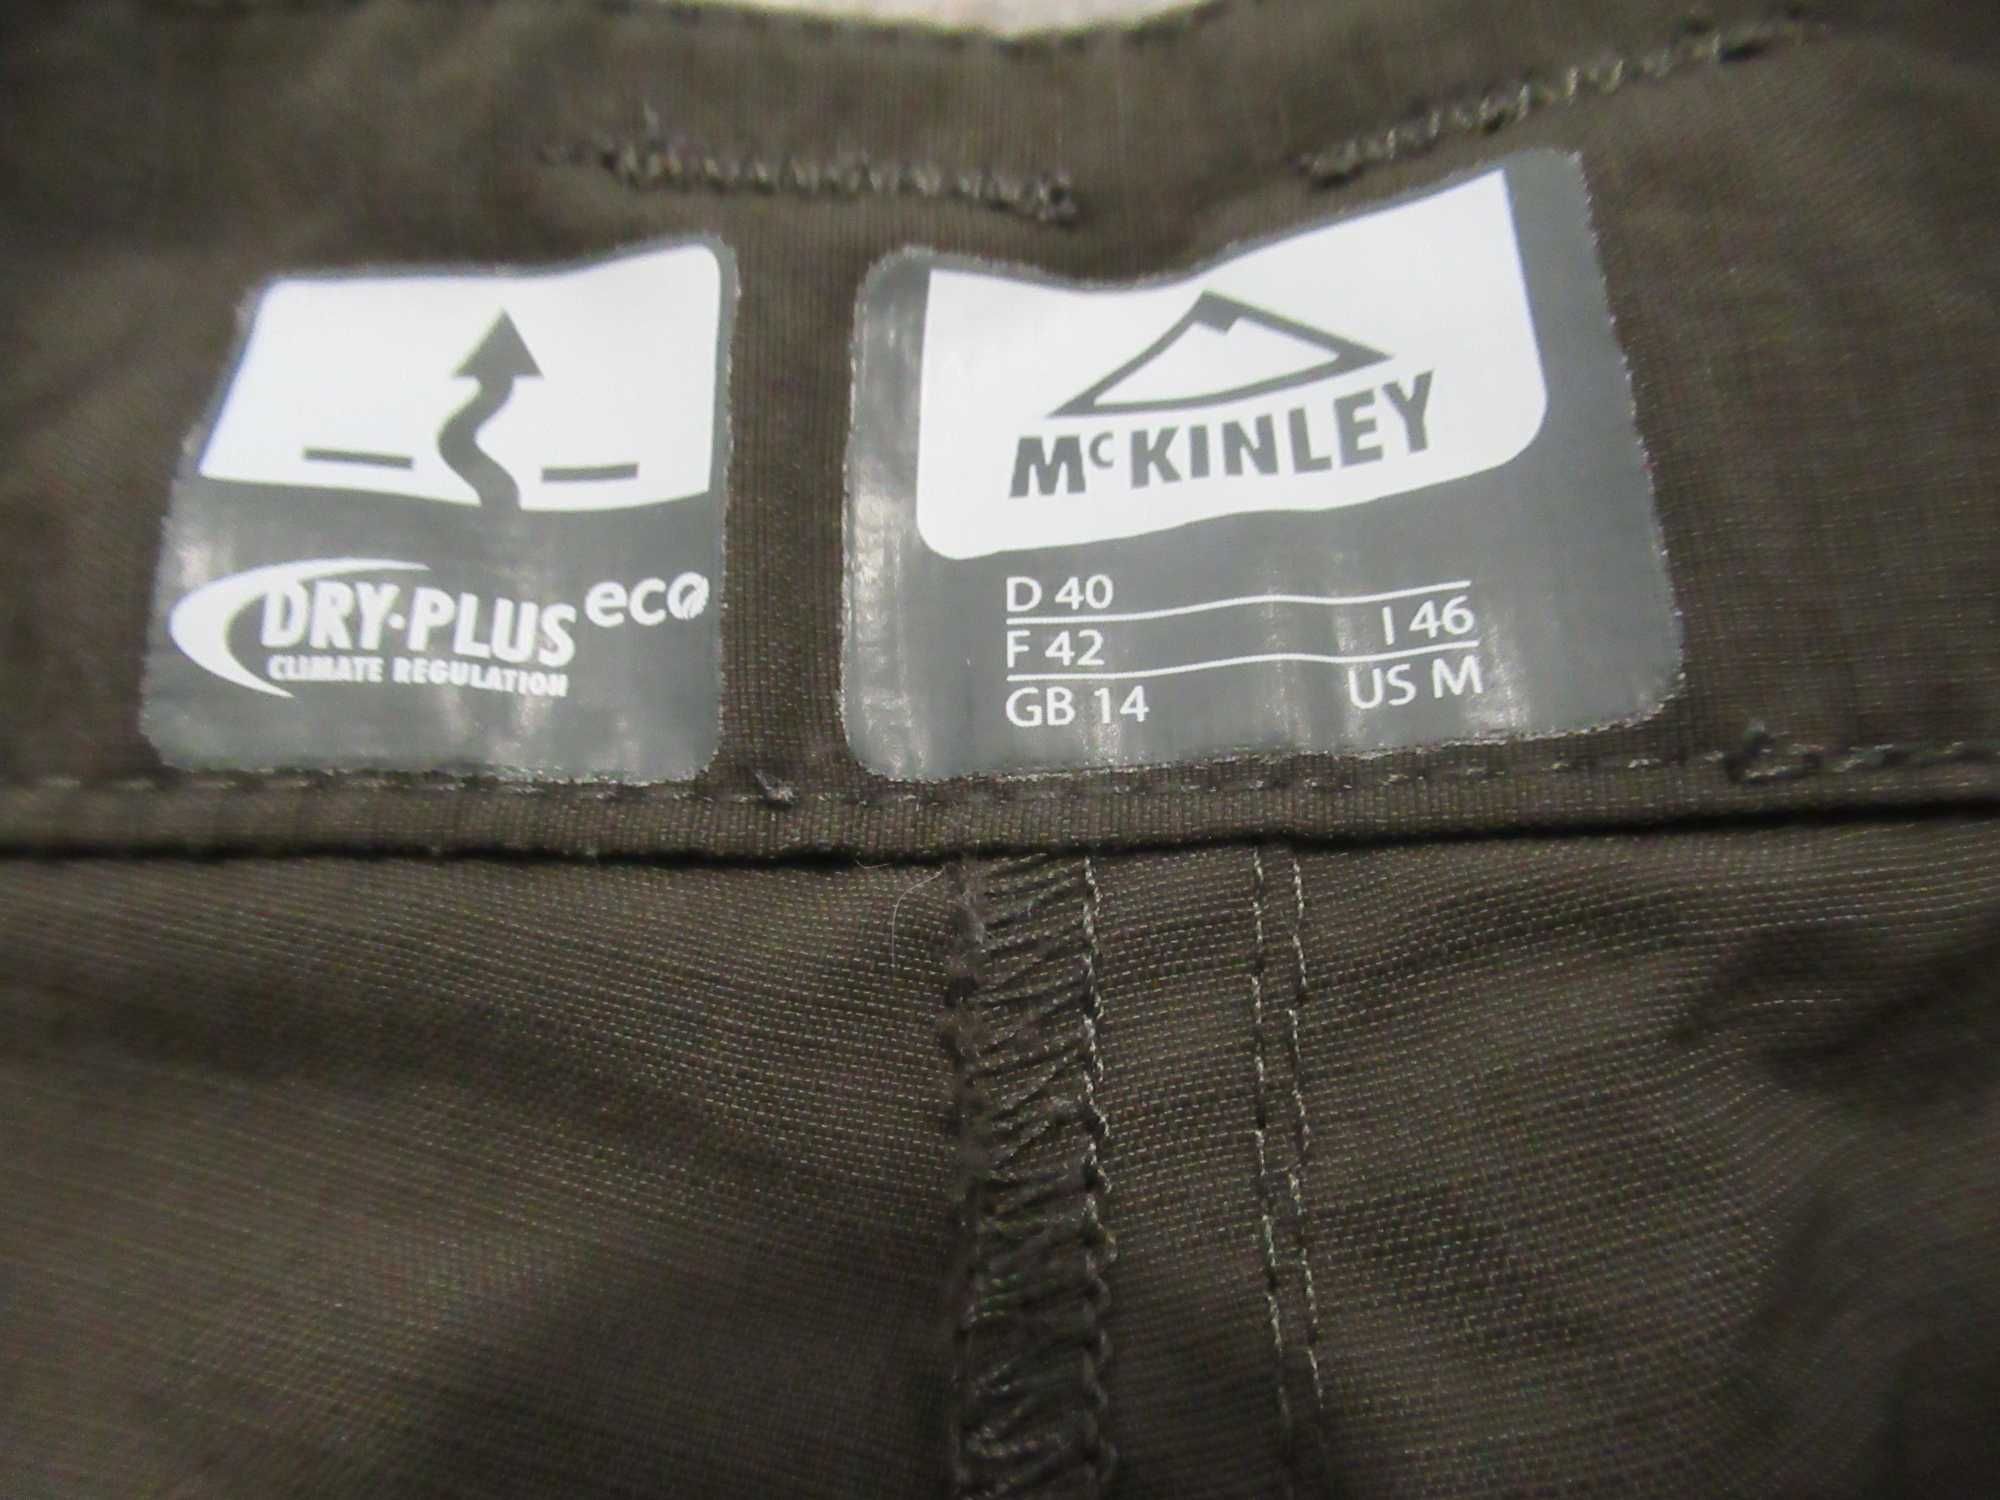 McKINLEY
DRY·PLUS eco
CLIMATE REGULATION
D 40
F 42 I 46
GB 14 US M